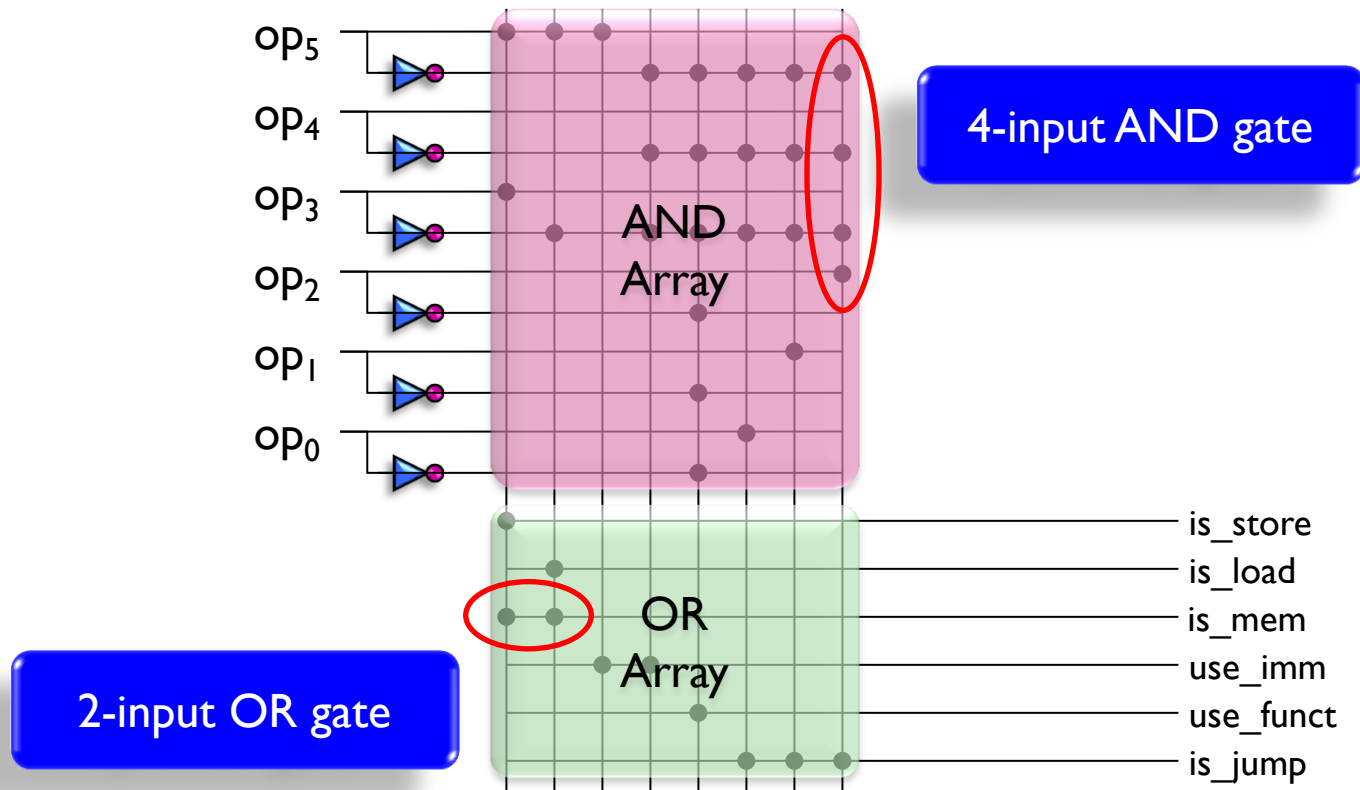 op₅
op₄
op₃
op₂
op₁
op₀
4-input AND gate
AND
Array
is_store
is_load
OR
Array
is_mem
use_imm
use_funct
is_jump
2-input OR gate